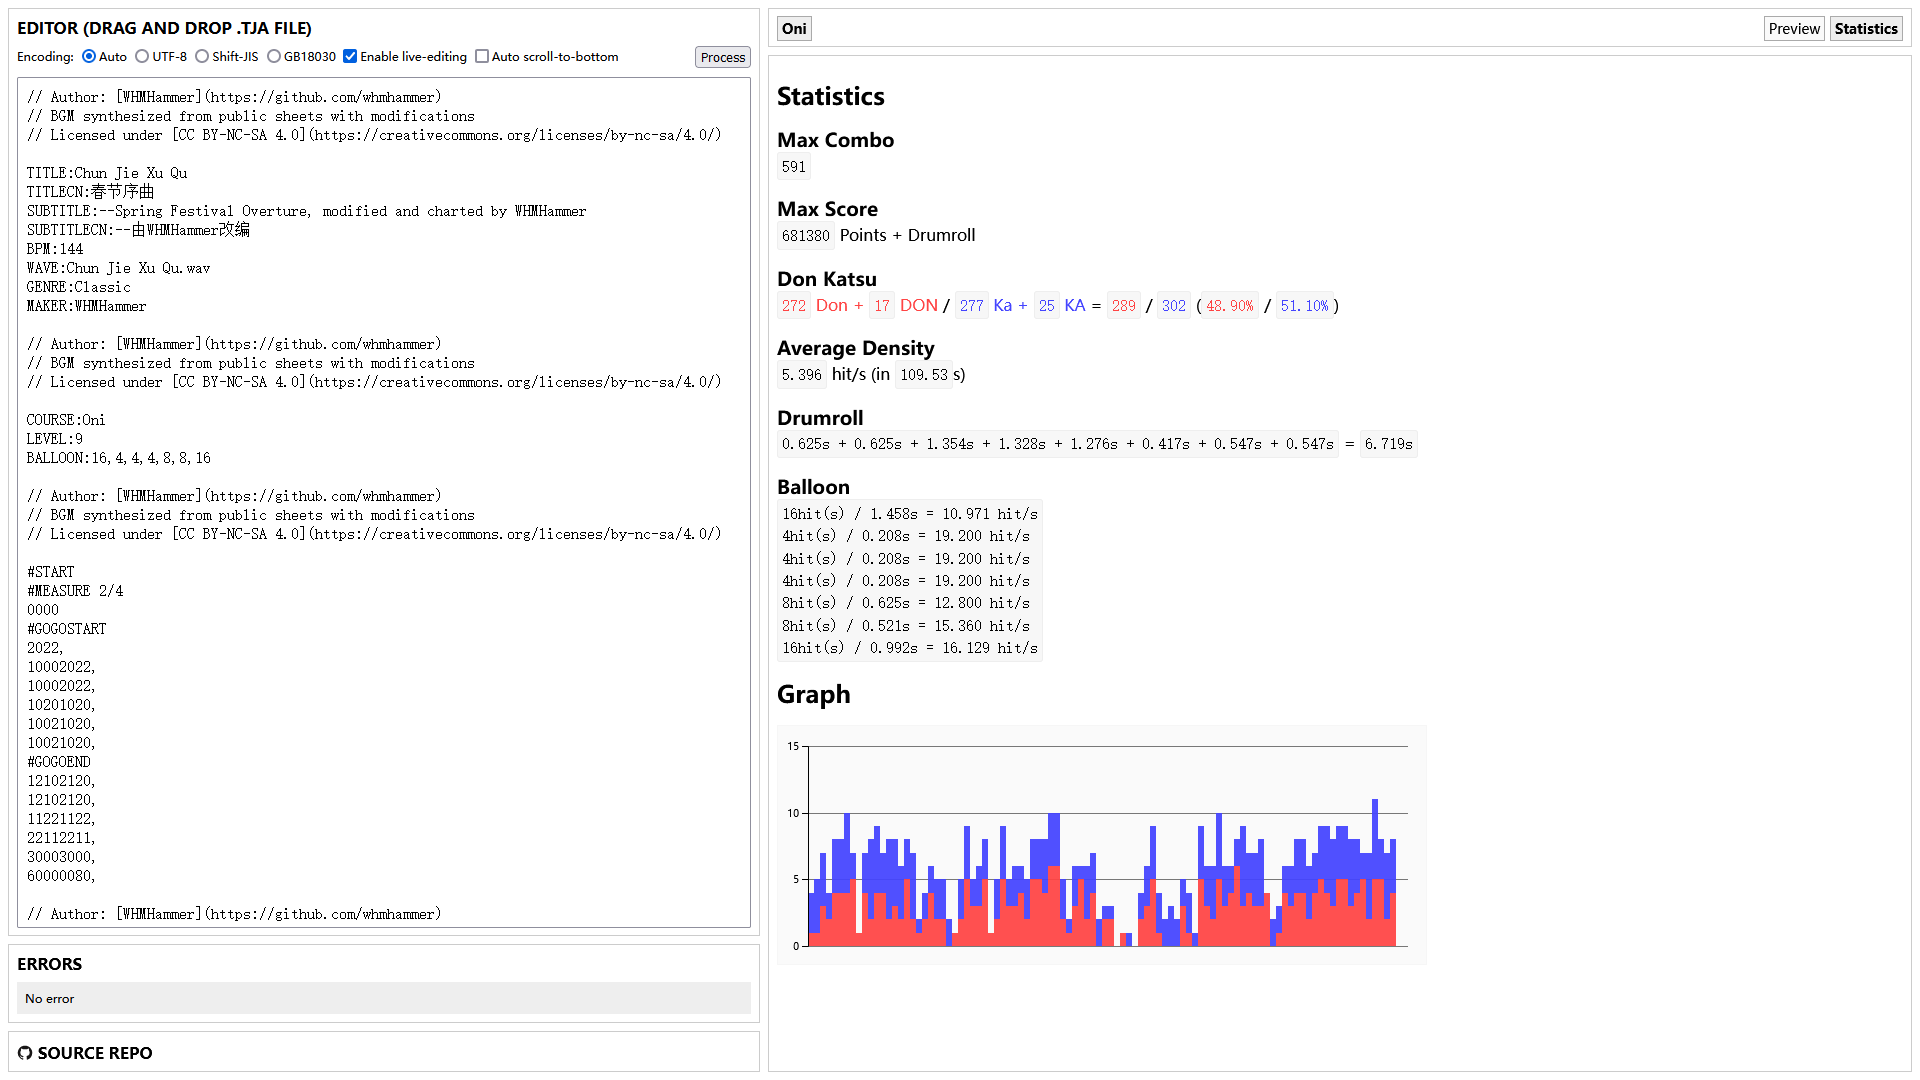 EDITOR (DRAG AND DROP .TJA FILE)
Encoding: Auto UTF-8 Shift-JIS GB18030 Enable live-editing Auto scroll-to-bottom Process
// Author: [WHMHammer](https://github.com/whmhammer)
// BGM synthesized from public sheets with modifications
// Licensed under [CC BY-NC-SA 4.0](https://creativecommons.org/licenses/by-nc-sa/4.0/)
TITLE:Chun Jie Xu Qu
TITLECN:春节序曲
SUBTITLE:--Spring Festival Overture, modified and charted by WHMHammer
SUBTITLECN:--由WHMHammer改编
BPM:144
WAVE:Chun Jie Xu Qu.wav
GENRE:Classic
MAKER:WHMHammer
// Author: [WHMHammer](https://github.com/whmhammer)
// BGM synthesized from public sheets with modifications
// Licensed under [CC BY-NC-SA 4.0](https://creativecommons.org/licenses/by-nc-sa/4.0/)
COURSE:Oni
LEVEL:9
BALLOON:16,4,4,4,8,8,16
// Author: [WHMHammer](https://github.com/whmhammer)
// BGM synthesized from public sheets with modifications
// Licensed under [CC BY-NC-SA 4.0](https://creativecommons.org/licenses/by-nc-sa/4.0/)
#START
#MEASURE 2/4
0000
#GOGOSTART
2022,
10002022,
10002022,
10201020,
10021020,
10021020,
#GOGOEND
12102120,
12102120,
11221122,
22112211,
30003000,
60000080,
// Author: [WHMHammer](https://github.com/whmhammer)
ERRORS
No error
SOURCE REPO
Oni
Preview Statistics
Statistics
Max Combo
591
Max Score
681380 Points + Drumroll
Don Katsu
272 Don + 17 DON / 277 Ka + 25 KA = 289 / 302 (48.90% / 51.10%)
Average Density
5.396 hit/s (in 109.53s)
Drumroll
0.625s + 0.625s + 1.354s + 1.328s + 1.276s + 0.417s + 0.547s + 0.547s = 6.719s
Balloon
16hit(s) / 1.458s = 10.971 hit/s
4hit(s) / 0.208s = 19.200 hit/s
4hit(s) / 0.208s = 19.200 hit/s
4hit(s) / 0.208s = 19.200 hit/s
8hit(s) / 0.625s = 12.800 hit/s
8hit(s) / 0.521s = 15.360 hit/s
16hit(s) / 0.992s = 16.129 hit/s
Graph
15
10
5
0